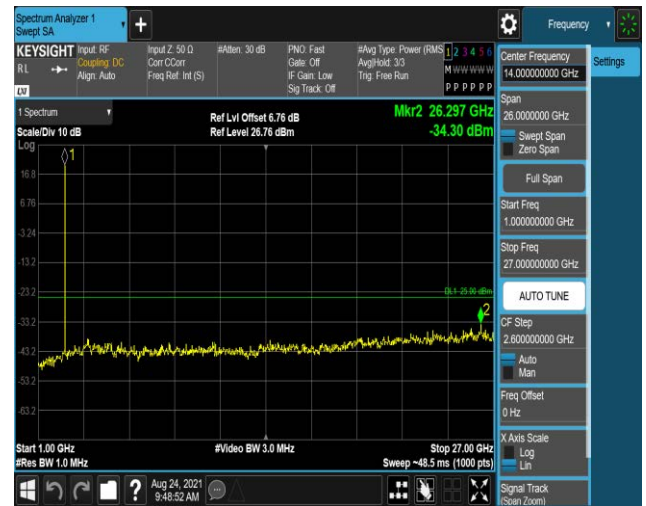 Spectrum Analyzer 1
Swept SA
Frequency
KEYSIGHT
RL
Input: RF
Coupling: DC
Align: Auto
Input Z: 50 Ω
Corr CCorr
Freq Ref: Int (S)
#Atten: 30 dB
PNO: Fast
Gate: Off
IF Gain: Low
Sig Track: Off
#Avg Type: Power (RMS
Avg|Hold: 3/3
Trig: Free Run
1 2 3 4 5 6
M W W W W W
P P P P P P
LXI
1 Spectrum
Scale/Div 10 dB
Log
Ref Lvl Offset 6.76 dB
Ref Level 26.76 dBm
Mkr2 26.297 GHz
-34.30 dBm
16.8
6.76
-3.24
-13.2
-23.2
-33.2
-43.2
-53.2
-63.2
1
DL1 -25.00 dBm
2
Start 1.00 GHz
#Res BW 1.0 MHz
#Video BW 3.0 MHz
Stop 27.00 GHz
Sweep ~48.5 ms (1000 pts)
?
Aug 24, 2021
9:48:52 AM
Center Frequency
14.000000000 GHz
Settings
Span
26.0000000 GHz
Swept Span
Zero Span
Full Span
Start Freq
1.000000000 GHz
Stop Freq
27.000000000 GHz
AUTO TUNE
CF Step
2.600000000 GHz
Auto
Man
Freq Offset
0 Hz
X Axis Scale
Log
Lin
Signal Track
(Span Zoom)